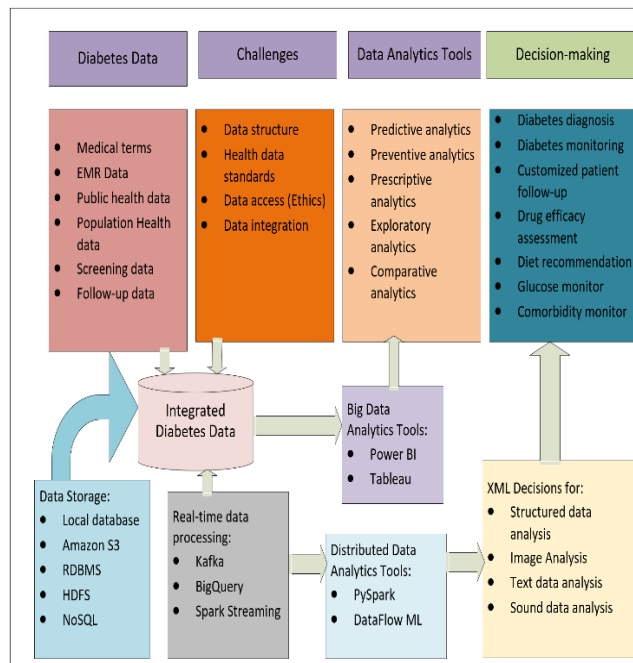 Diabetes Data
Challenges
Data Analytics Tools
Decision-making
• Medical terms
• EMR Data
• Public health data
• Population Health
data
• Screening data
• Follow-up data
• Data structure
• Health data
standards
• Data access (Ethics)
• Data integration
• Predictive analytics
• Preventive analytics
• Prescriptive
analytics
• Exploratory
analytics
• Comparative
analytics
• Diabetes diagnosis
• Diabetes monitoring
• Customized patient
follow-up
• Drug efficacy
assessment
• Diet recommendation
• Glucose monitor
• Comorbidity monitor
Integrated
Diabetes Data
Big Data
Analytics Tools:
• Power BI
• Tableau
Data Storage:
• Local database
• Amazon S3
• RDBMS
• HDFS
• NoSQL
Real-time data
processing:
• Kafka
• BigQuery
• Spark Streaming
Distributed Data
Analytics Tools:
• PySpark
• DataFlow ML
XML Decisions for:
• Structured data
analysis
• Image Analysis
• Text data analysis
• Sound data analysis